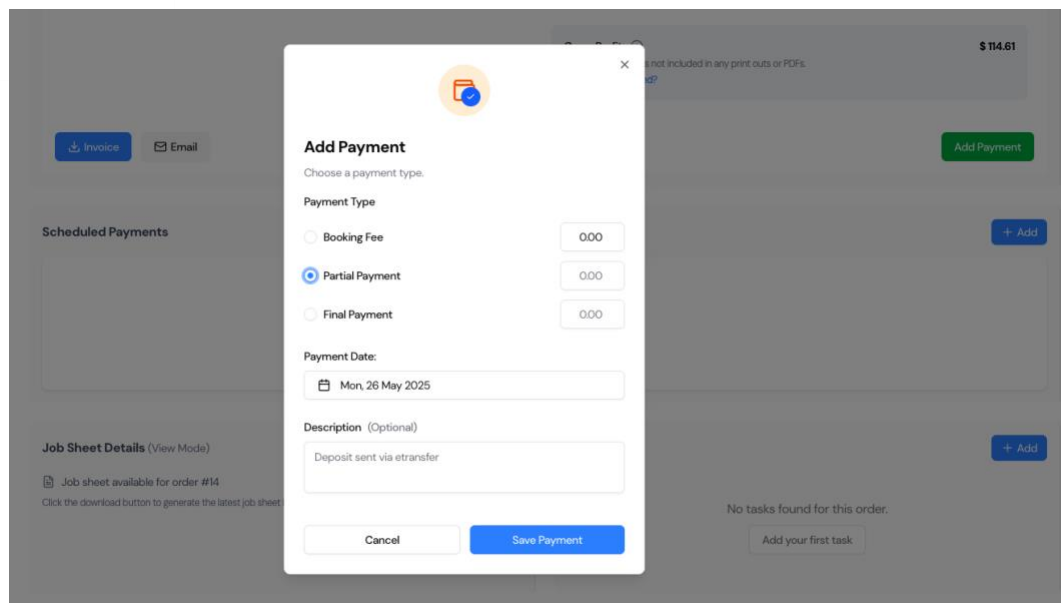 $ 114.61
s not included in any print outs or PDFs.
ed?
Invoice
Email
Add Payment
Add Payment
Choose a payment type.
Payment Type
Booking Fee 0.00
Partial Payment 0.00
Final Payment 0.00
Payment Date:
Mon, 26 May 2025
Description (Optional)
Deposit sent via etransfer
Cancel
Save Payment
Scheduled Payments
+ Add
Job Sheet Details (View Mode)
Job sheet available for order #14
Click the download button to generate the latest job sheet
+ Add
No tasks found for this order.
Add your first task